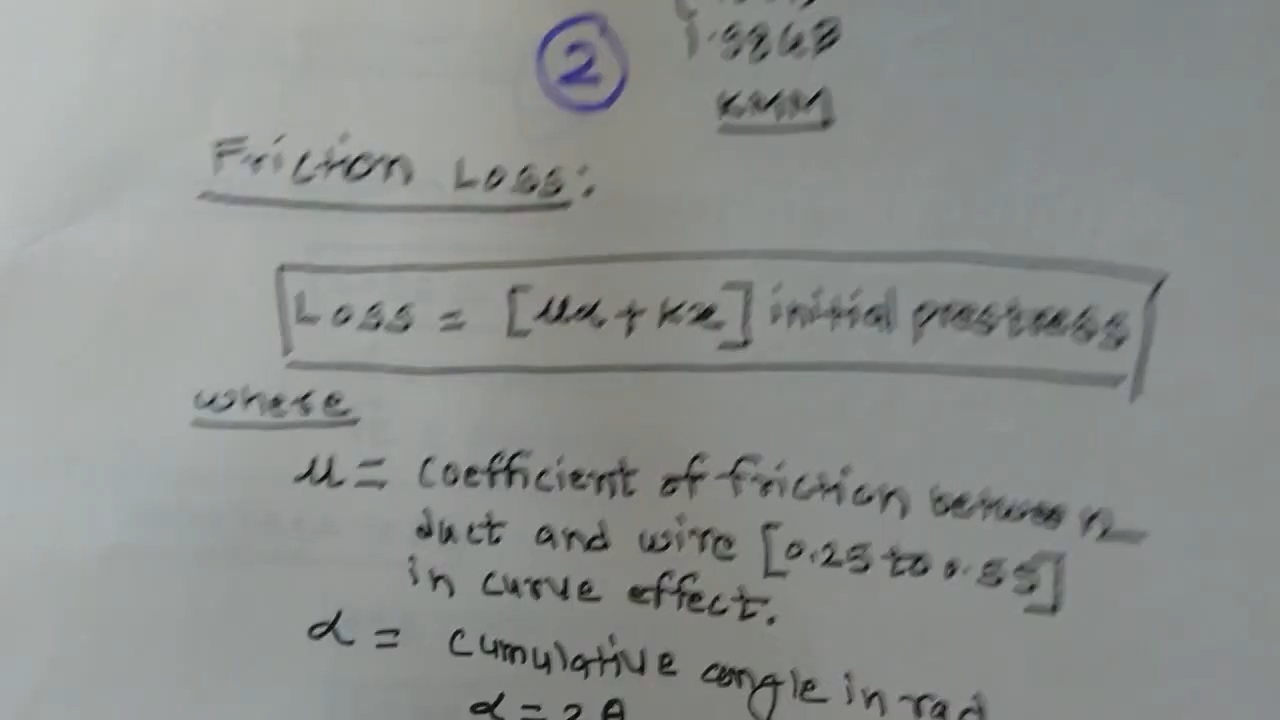 2
KMM
Friction Loss:
Loss = [μα + kx] initial prestress
where
μ = coefficient of friction between
duct and wire [0.25 to 0.55]
in curve effect.
α = cumulative angle in rad
α = 2θ